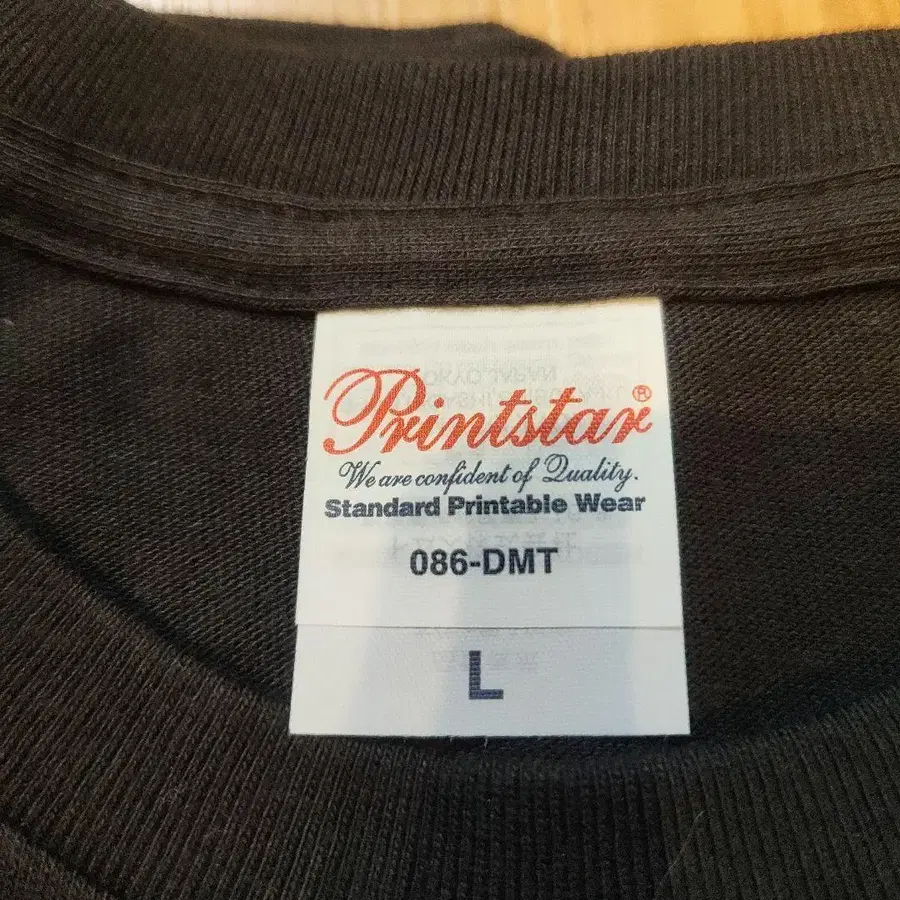 Printstar®
We are confident of Quality.
Standard Printable Wear
086-DMT
L